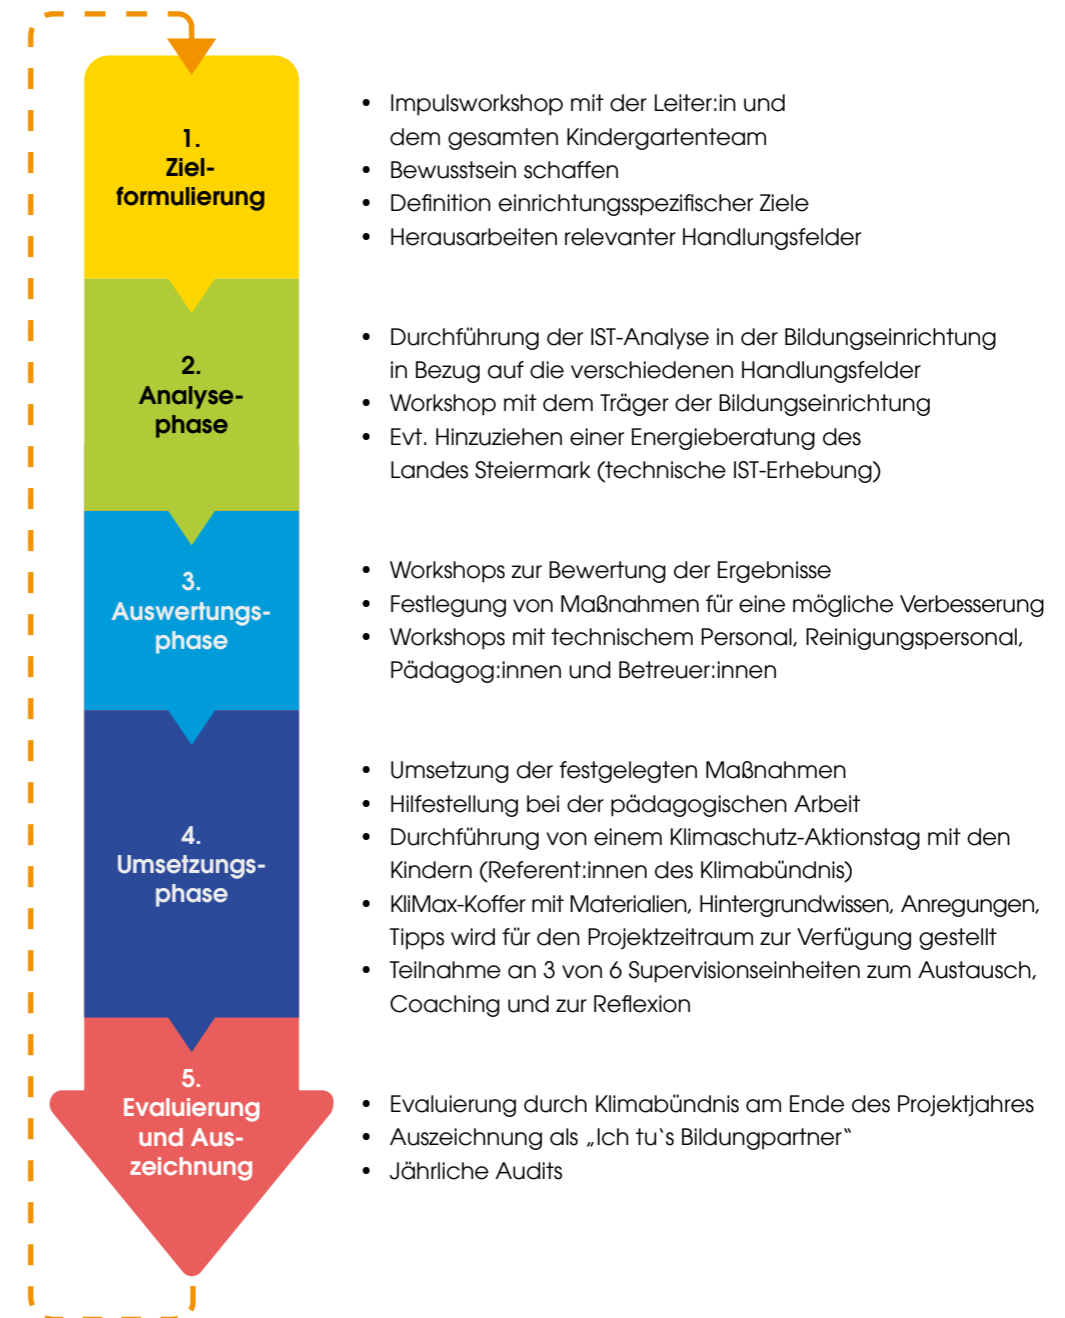 1.
Ziel-
formulierung
• Impulsworkshop mit der Leiter:in und
dem gesamten Kindergartenteam
• Bewusstsein schaffen
• Definition einrichtungsspezifischer Ziele
• Herausarbeiten relevanter Handlungsfelder
2.
Analyse-
phase
• Durchführung der IST-Analyse in der Bildungseinrichtung
in Bezug auf die verschiedenen Handlungsfelder
• Workshop mit dem Träger der Bildungseinrichtung
• Evt. Hinzuziehen einer Energieberatung des
Landes Steiermark (technische IST-Erhebung)
3.
Auswertungs-
phase
• Workshops zur Bewertung der Ergebnisse
• Festlegung von Maßnahmen für eine mögliche Verbesserung
• Workshops mit technischem Personal, Reinigungspersonal,
Pädagog:innen und Betreuer:innen
4.
Umsetzungs-
phase
• Umsetzung der festgelegten Maßnahmen
• Hilfestellung bei der pädagogischen Arbeit
• Durchführung von einem Klimaschutz-Aktionstag mit den
Kindern (Referent:innen des Klimabündnis)
• KliMax-Koffer mit Materialien, Hintergrundwissen, Anregungen,
Tipps wird für den Projektzeitraum zur Verfügung gestellt
• Teilnahme an 3 von 6 Supervisionseinheiten zum Austausch,
Coaching und zur Reflexion
5.
Evaluierung
und Aus-
zeichnung
• Evaluierung durch Klimabündnis am Ende des Projektjahres
• Auszeichnung als „Ich tu`s Bildungpartner‟
• Jährliche Audits